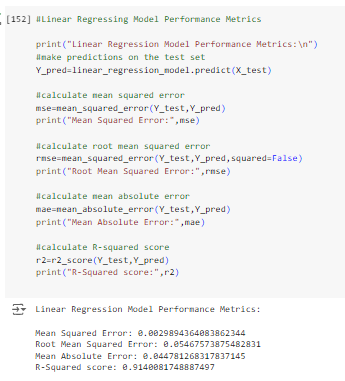 [152] #Linear Regressing Model Performance Metrics
print("Linear Regression Model Performance Metrics:\n")
#make predictions on the test set
Y_pred=linear_regression_model.predict(X_test)
#calculate mean squared error
mse=mean_squared_error(Y_test,Y_pred)
print("Mean Squared Error:",mse)
#calculate root mean squared error
rmse=mean_squared_error(Y_test,Y_pred,squared=False)
print("Root Mean Squared Error:",rmse)
#calculate mean absolute error
mae=mean_absolute_error(Y_test,Y_pred)
print("Mean Absolute Error:",mae)
#calculate R-squared score
r2=r2_score(Y_test,Y_pred)
print("R-Squared score:",r2)
Linear Regression Model Performance Metrics:
Mean Squared Error: 0.0029894364083862344
Root Mean Squared Error: 0.05467573875482831
Mean Absolute Error: 0.044781268317837145
R-Squared score: 0.9140081748887497